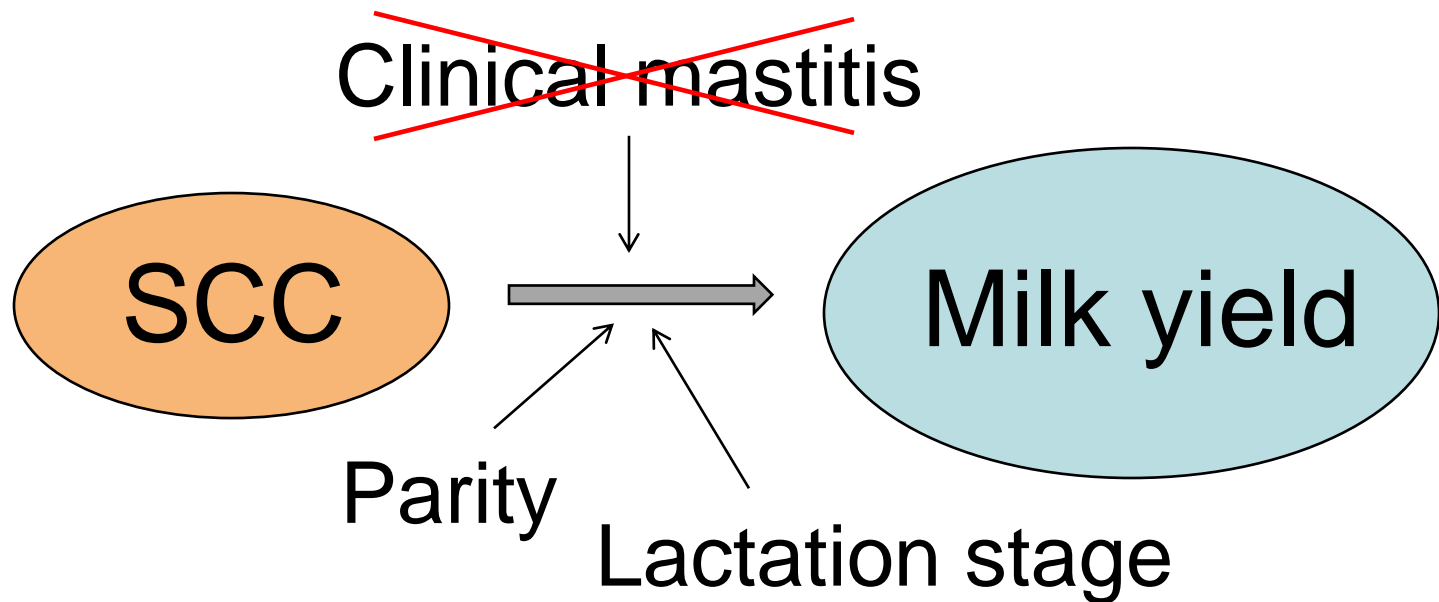 Clinical mastitis
SCC
Milk yield
Parity
Lactation stage